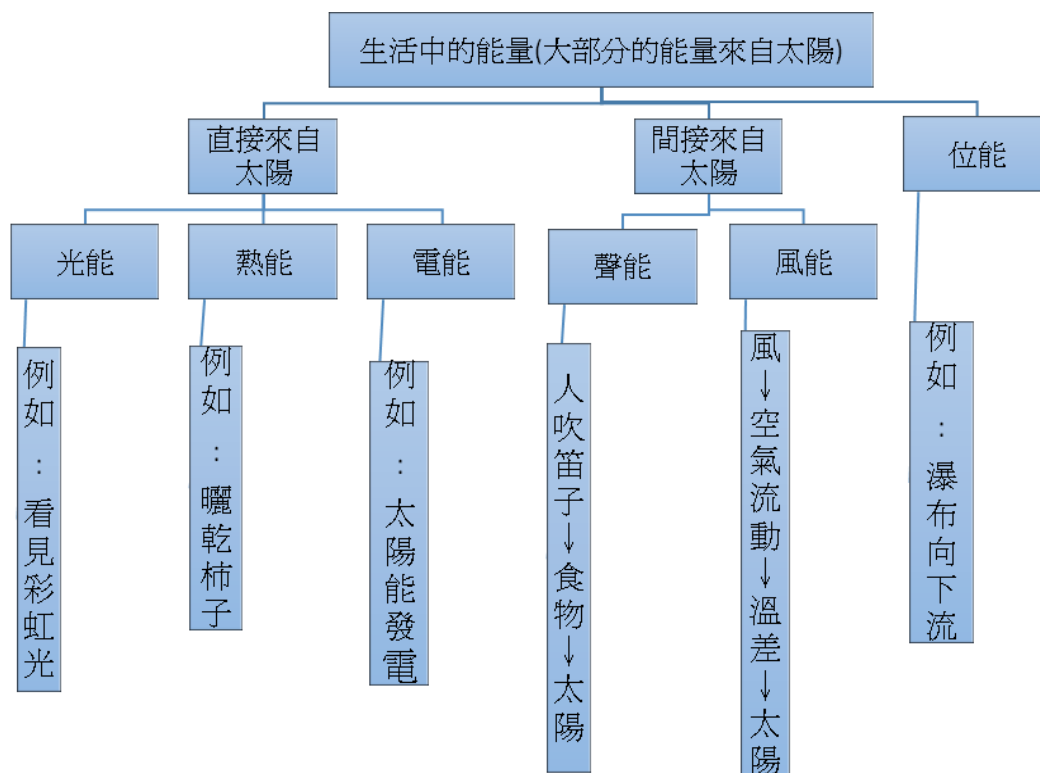 生活中的能量(大部分的能量來自太陽)
直接來自
太陽
間接來自
太陽
位能
光能
熱能
電能
聲能
風能
例如：看見彩虹光
例如：曬乾柿子
例如：太陽能發電
人吹笛子→食物→太陽
風→空氣流動→溫差→太陽
例如：瀑布向下流